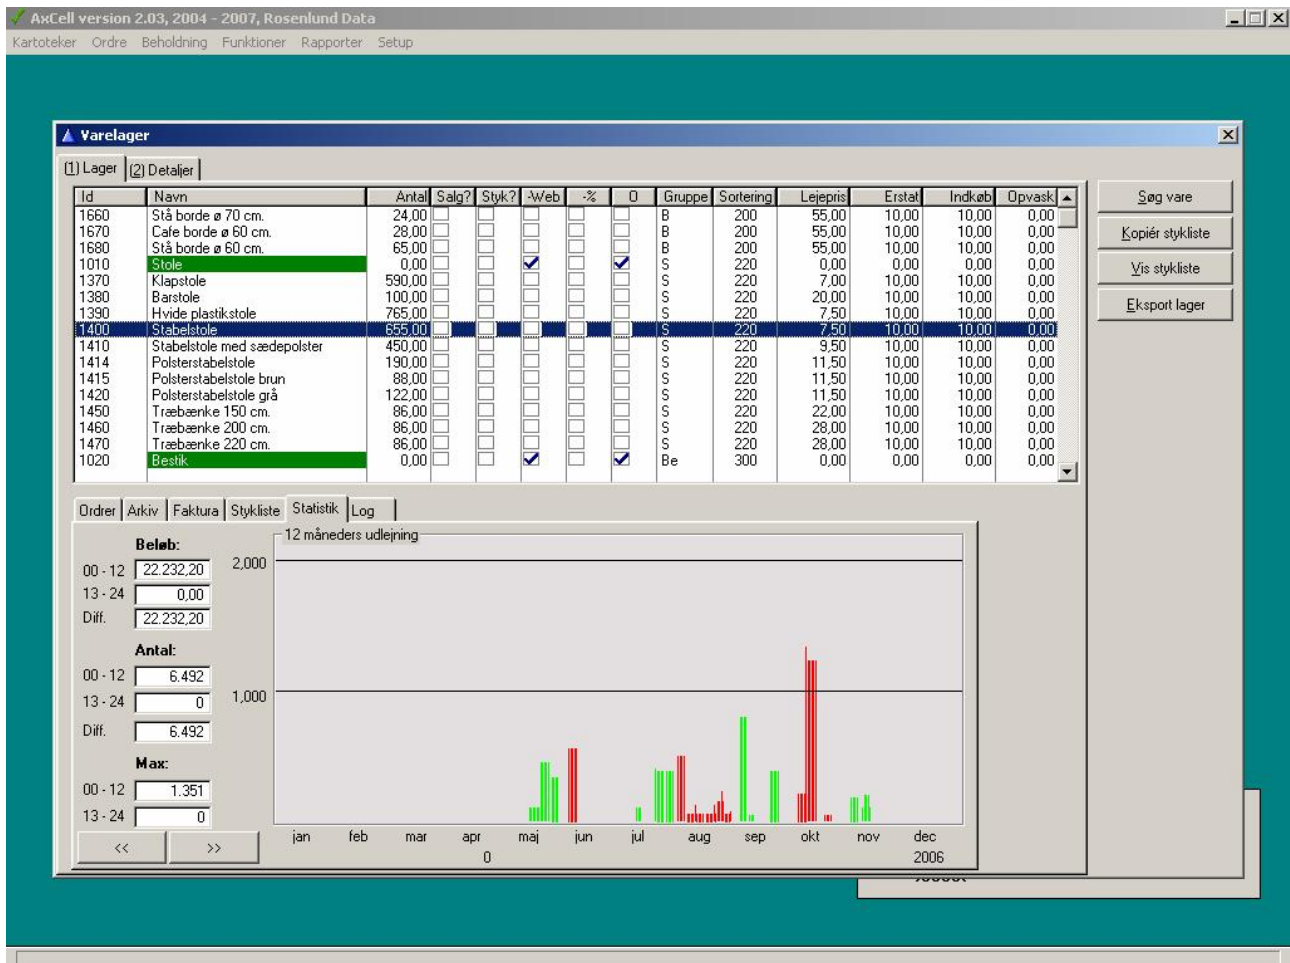 AxCell version 2.03, 2004 - 2007, Rosenlund Data
Kartoteker Ordre Beholdning Funktioner Rapporter Setup
Varelager
(1) Lager (2) Detaljer
Id Navn Antal Salg? Styk? -Web -% O Gruppe Sortering Lejepris Erstat Indkøb Opvask
1660 Stå borde ø 70 cm. 24,00 B 200 55,00 10,00 10,00 0,00
1670 Cafe borde ø 60 cm. 28,00 B 200 55,00 10,00 10,00 0,00
1680 Stå borde ø 60 cm. 65,00 B 200 55,00 10,00 10,00 0,00
1010 Stole 0,00 S 220 0,00 0,00 0,00 0,00
1370 Klapstole 590,00 S 220 7,00 10,00 10,00 0,00
1380 Barstole 100,00 S 220 20,00 10,00 10,00 0,00
1390 Hvide plastikstole 765,00 S 220 7,50 10,00 10,00 0,00
1400 Stabelstole 655,00 S 220 7,50 10,00 10,00 0,00
1410 Stabelstole med sædepolster 450,00 S 220 9,50 10,00 10,00 0,00
1414 Polsterstabelstole 190,00 S 220 11,50 10,00 10,00 0,00
1415 Polsterstabelstole brun 88,00 S 220 11,50 10,00 10,00 0,00
1420 Polsterstabelstole grå 122,00 S 220 11,50 10,00 10,00 0,00
1450 Træbænke 150 cm. 86,00 S 220 22,00 10,00 10,00 0,00
1460 Træbænke 200 cm. 86,00 S 220 28,00 10,00 10,00 0,00
1470 Træbænke 220 cm. 86,00 S 220 28,00 10,00 10,00 0,00
1020 Bestik 0,00 Be 300 0,00 0,00 0,00 0,00
Søg vare
Kopiér stykliste
Vis stykliste
Eksport lager
Ordrer Arkiv Faktura Stykliste Statistik Log
Beløb:
00 - 12 22.232,20
13 - 24 0,00
Diff. 22.232,20
Antal:
00 - 12 6.492
13 - 24 0
Diff. 6.492
Max:
00 - 12 1.351
13 - 24 0
<< >>
12 måneders udlejning
2,000
1,000
jan feb mar apr maj jun jul aug sep okt nov dec
0 2006